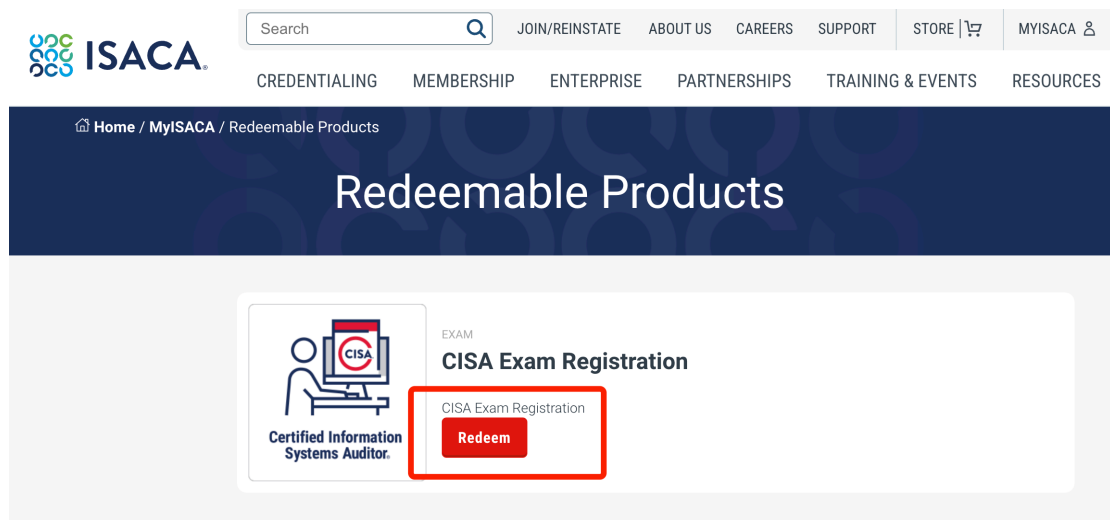 ISACA.
Search
JOIN/REINSTATE ABOUT US CAREERS SUPPORT STORE MYISACA
CREDENTIALING MEMBERSHIP ENTERPRISE PARTNERSHIPS TRAINING & EVENTS RESOURCES
Home / MyISACA / Redeemable Products
Redeemable Products
CISA
Certified Information
Systems Auditor.
EXAM
CISA Exam Registration
CISA Exam Registration
Redeem